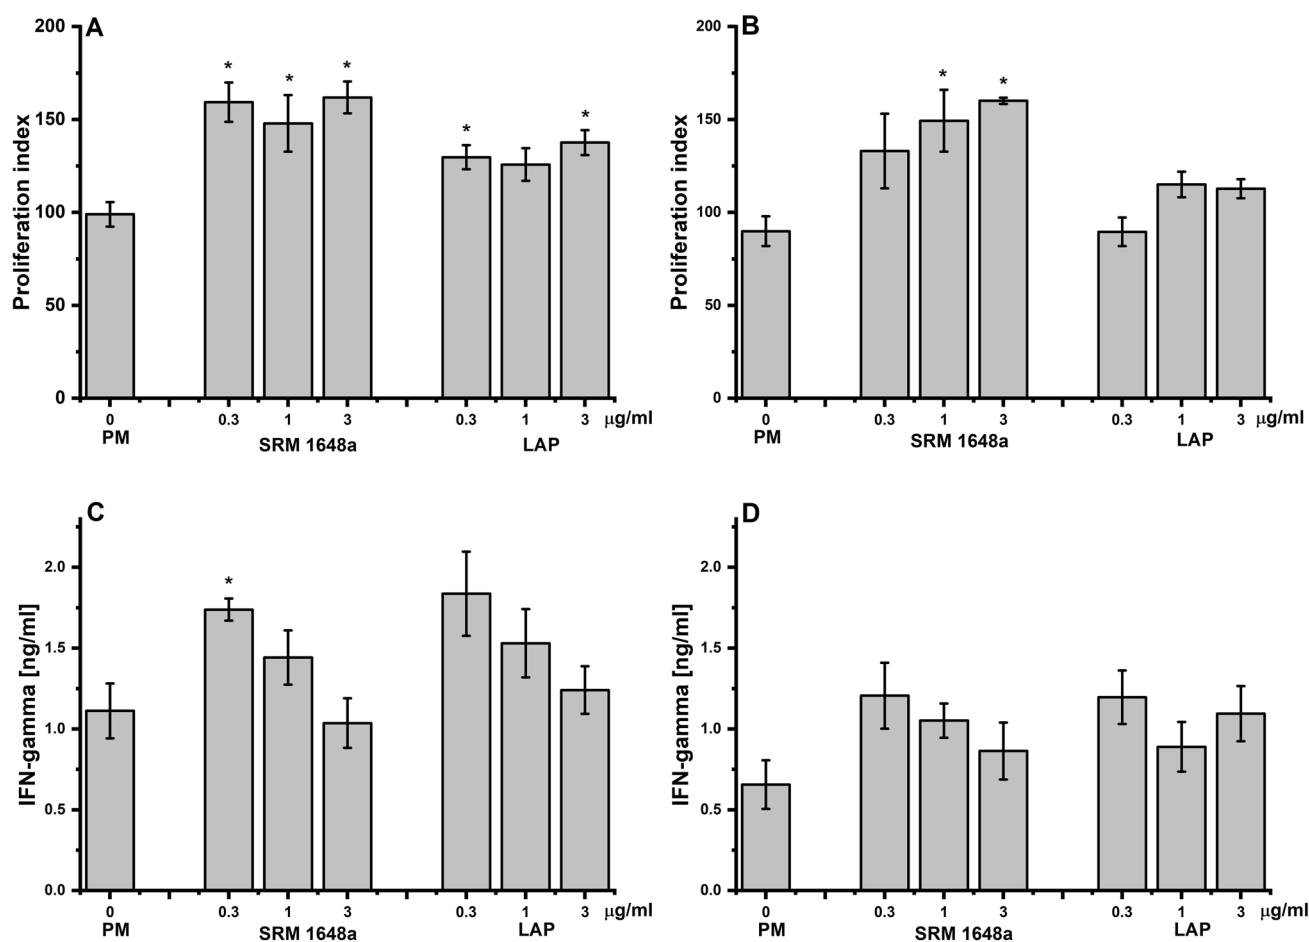 A
Proliferation index
200
150
100
50
0
*
*
*
*
*
0
0.3
1
3
0.3
1
3
μg/ml
PM
SRM 1648a
LAP
B
Proliferation index
200
150
100
50
0
*
*
0
0.3
1
3
0.3
1
3
μg/ml
PM
SRM 1648a
LAP
C
IFN-gamma [ng/ml]
2.0
1.5
1.0
0.5
0.0
*
0
0.3
1
3
0.3
1
3
μg/ml
PM
SRM 1648a
LAP
D
IFN-gamma [ng/ml]
2.0
1.5
1.0
0.5
0.0
0
0.3
1
3
0.3
1
3
μg/ml
PM
SRM 1648a
LAP